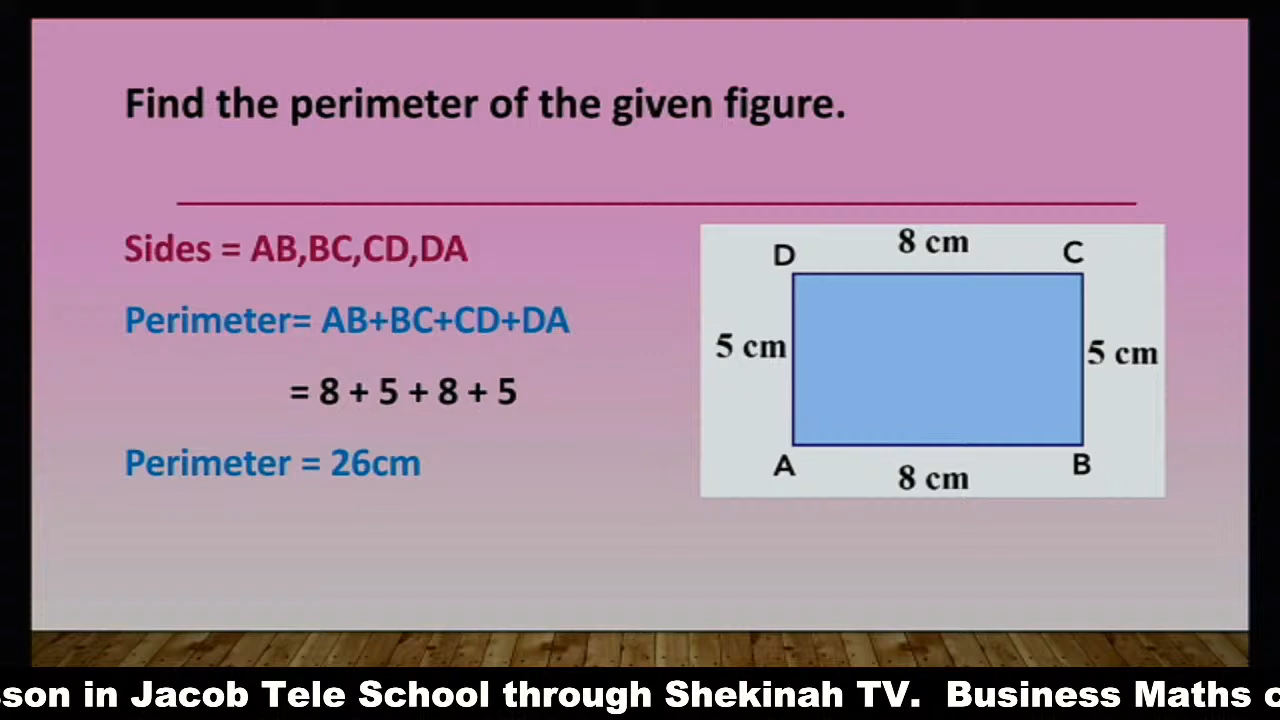 Find the perimeter of the given figure.
Sides = AB,BC,CD,DA
Perimeter= AB+BC+CD+DA
= 8 + 5 + 8 + 5
Perimeter = 26cm
8 cm
D C
5 cm 5 cm
A B
8 cm
in Jacob Tele School through Shekinah TV. Business Maths